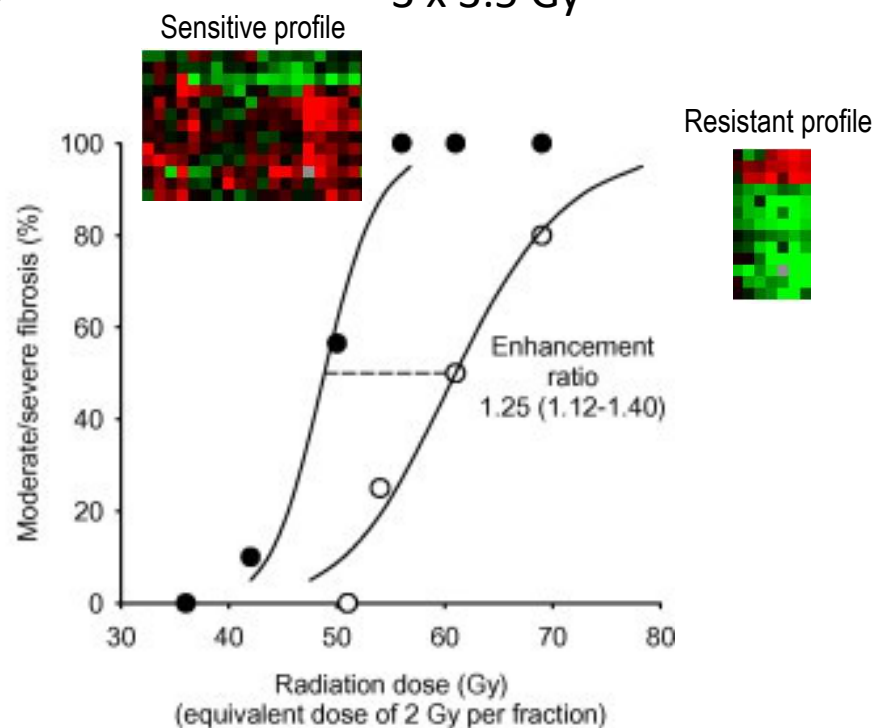 Sensitive profile
Resistant profile
Moderate/severe fibrosis (%)
100
80
60
40
20
0
Enhancement
ratio
1.25 (1.12-1.40)
30 40 50 60 70 80
Radiation dose (Gy)
(equivalent dose of 2 Gy per fraction)